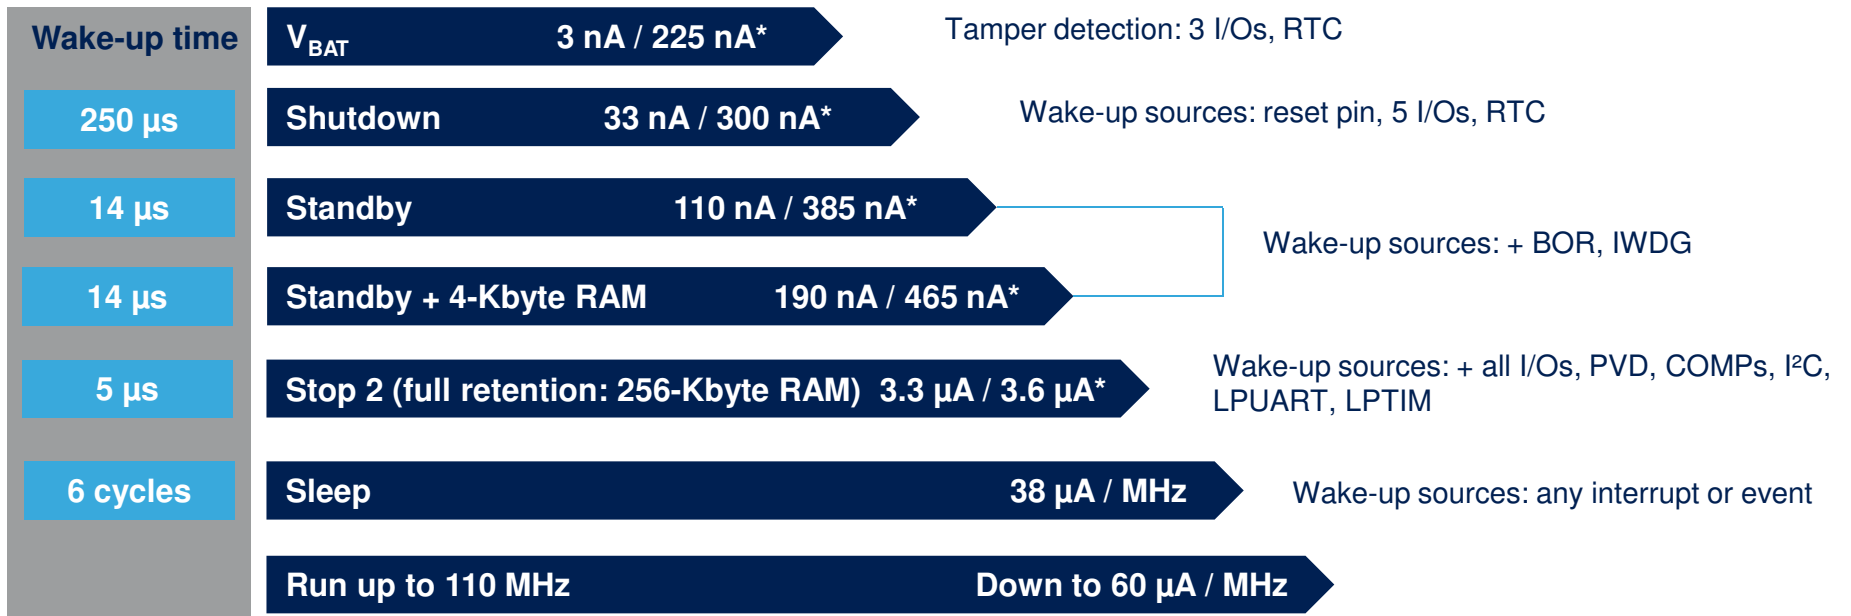 Wake-up time
V_BAT 3 nA / 225 nA*
Tamper detection: 3 I/Os, RTC
250 µs
Shutdown 33 nA / 300 nA*
Wake-up sources: reset pin, 5 I/Os, RTC
14 µs
Standby 110 nA / 385 nA*
Wake-up sources: + BOR, IWDG
14 µs
Standby + 4-Kbyte RAM 190 nA / 465 nA*
5 µs
Stop 2 (full retention: 256-Kbyte RAM) 3.3 µA / 3.6 µA*
Wake-up sources: + all I/Os, PVD, COMPs, I²C,
LPUART, LPTIM
6 cycles
Sleep 38 µA / MHz
Wake-up sources: any interrupt or event
Run up to 110 MHz Down to 60 µA / MHz